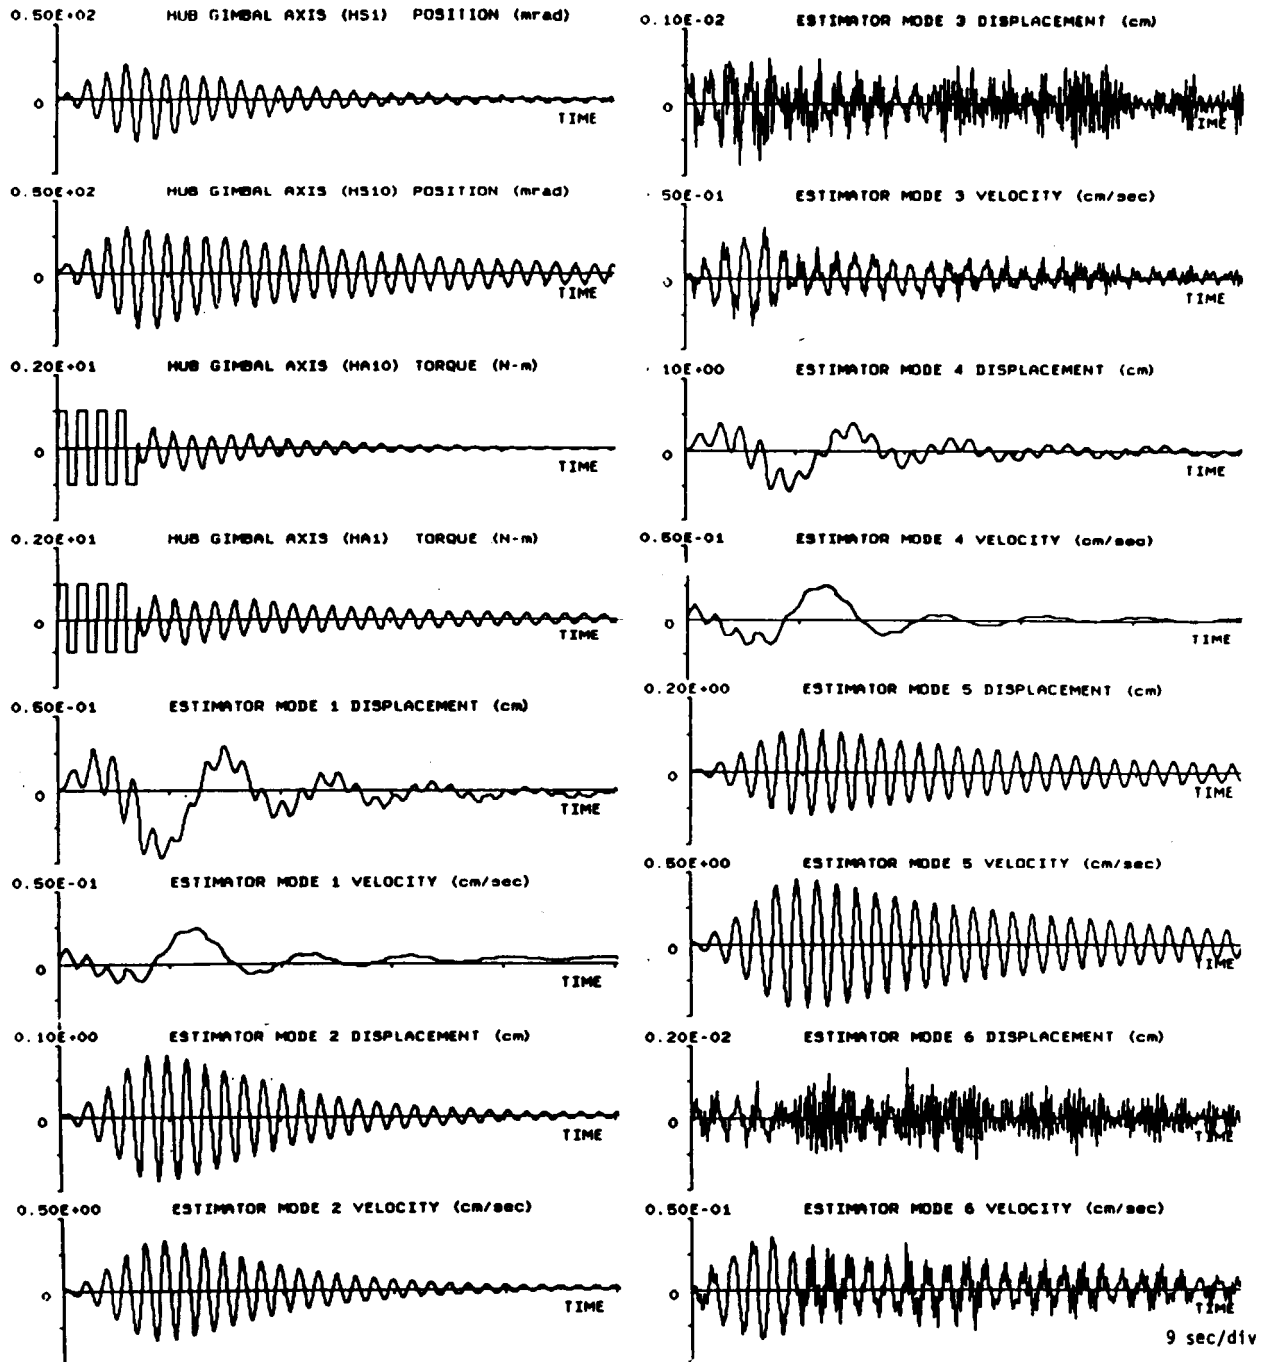 0.50E+02 HUB GIMBAL AXIS (HS1) POSITION (mrad)
0
TIME
0.50E+02 HUB GIMBAL AXIS (HS10) POSITION (mrad)
0
TIME
0.20E+01 HUB GIMBAL AXIS (HA10) TORQUE (N-m)
0
TIME
0.20E+01 HUB GIMBAL AXIS (HA1) TORQUE (N-m)
0
TIME
0.50E-01 ESTIMATOR MODE 1 DISPLACEMENT (cm)
0
TIME
0.50E-01 ESTIMATOR MODE 1 VELOCITY (cm/sec)
0
TIME
0.10E+00 ESTIMATOR MODE 2 DISPLACEMENT (cm)
0
TIME
0.50E+00 ESTIMATOR MODE 2 VELOCITY (cm/sec)
0
TIME
0.10E-02 ESTIMATOR MODE 3 DISPLACEMENT (cm)
0
TIME
50E-01 ESTIMATOR MODE 3 VELOCITY (cm/sec)
0
TIME
10E+00 ESTIMATOR MODE 4 DISPLACEMENT (cm)
0
TIME
0.50E-01 ESTIMATOR MODE 4 VELOCITY (cm/sec)
0
TIME
0.20E+00 ESTIMATOR MODE 5 DISPLACEMENT (cm)
0
TIME
0.50E+00 ESTIMATOR MODE 5 VELOCITY (cm/sec)
0
TIME
0.20E-02 ESTIMATOR MODE 6 DISPLACEMENT (cm)
0
TIME
0.50E-01 ESTIMATOR MODE 6 VELOCITY (cm/sec)
0
TIME
9 sec/div